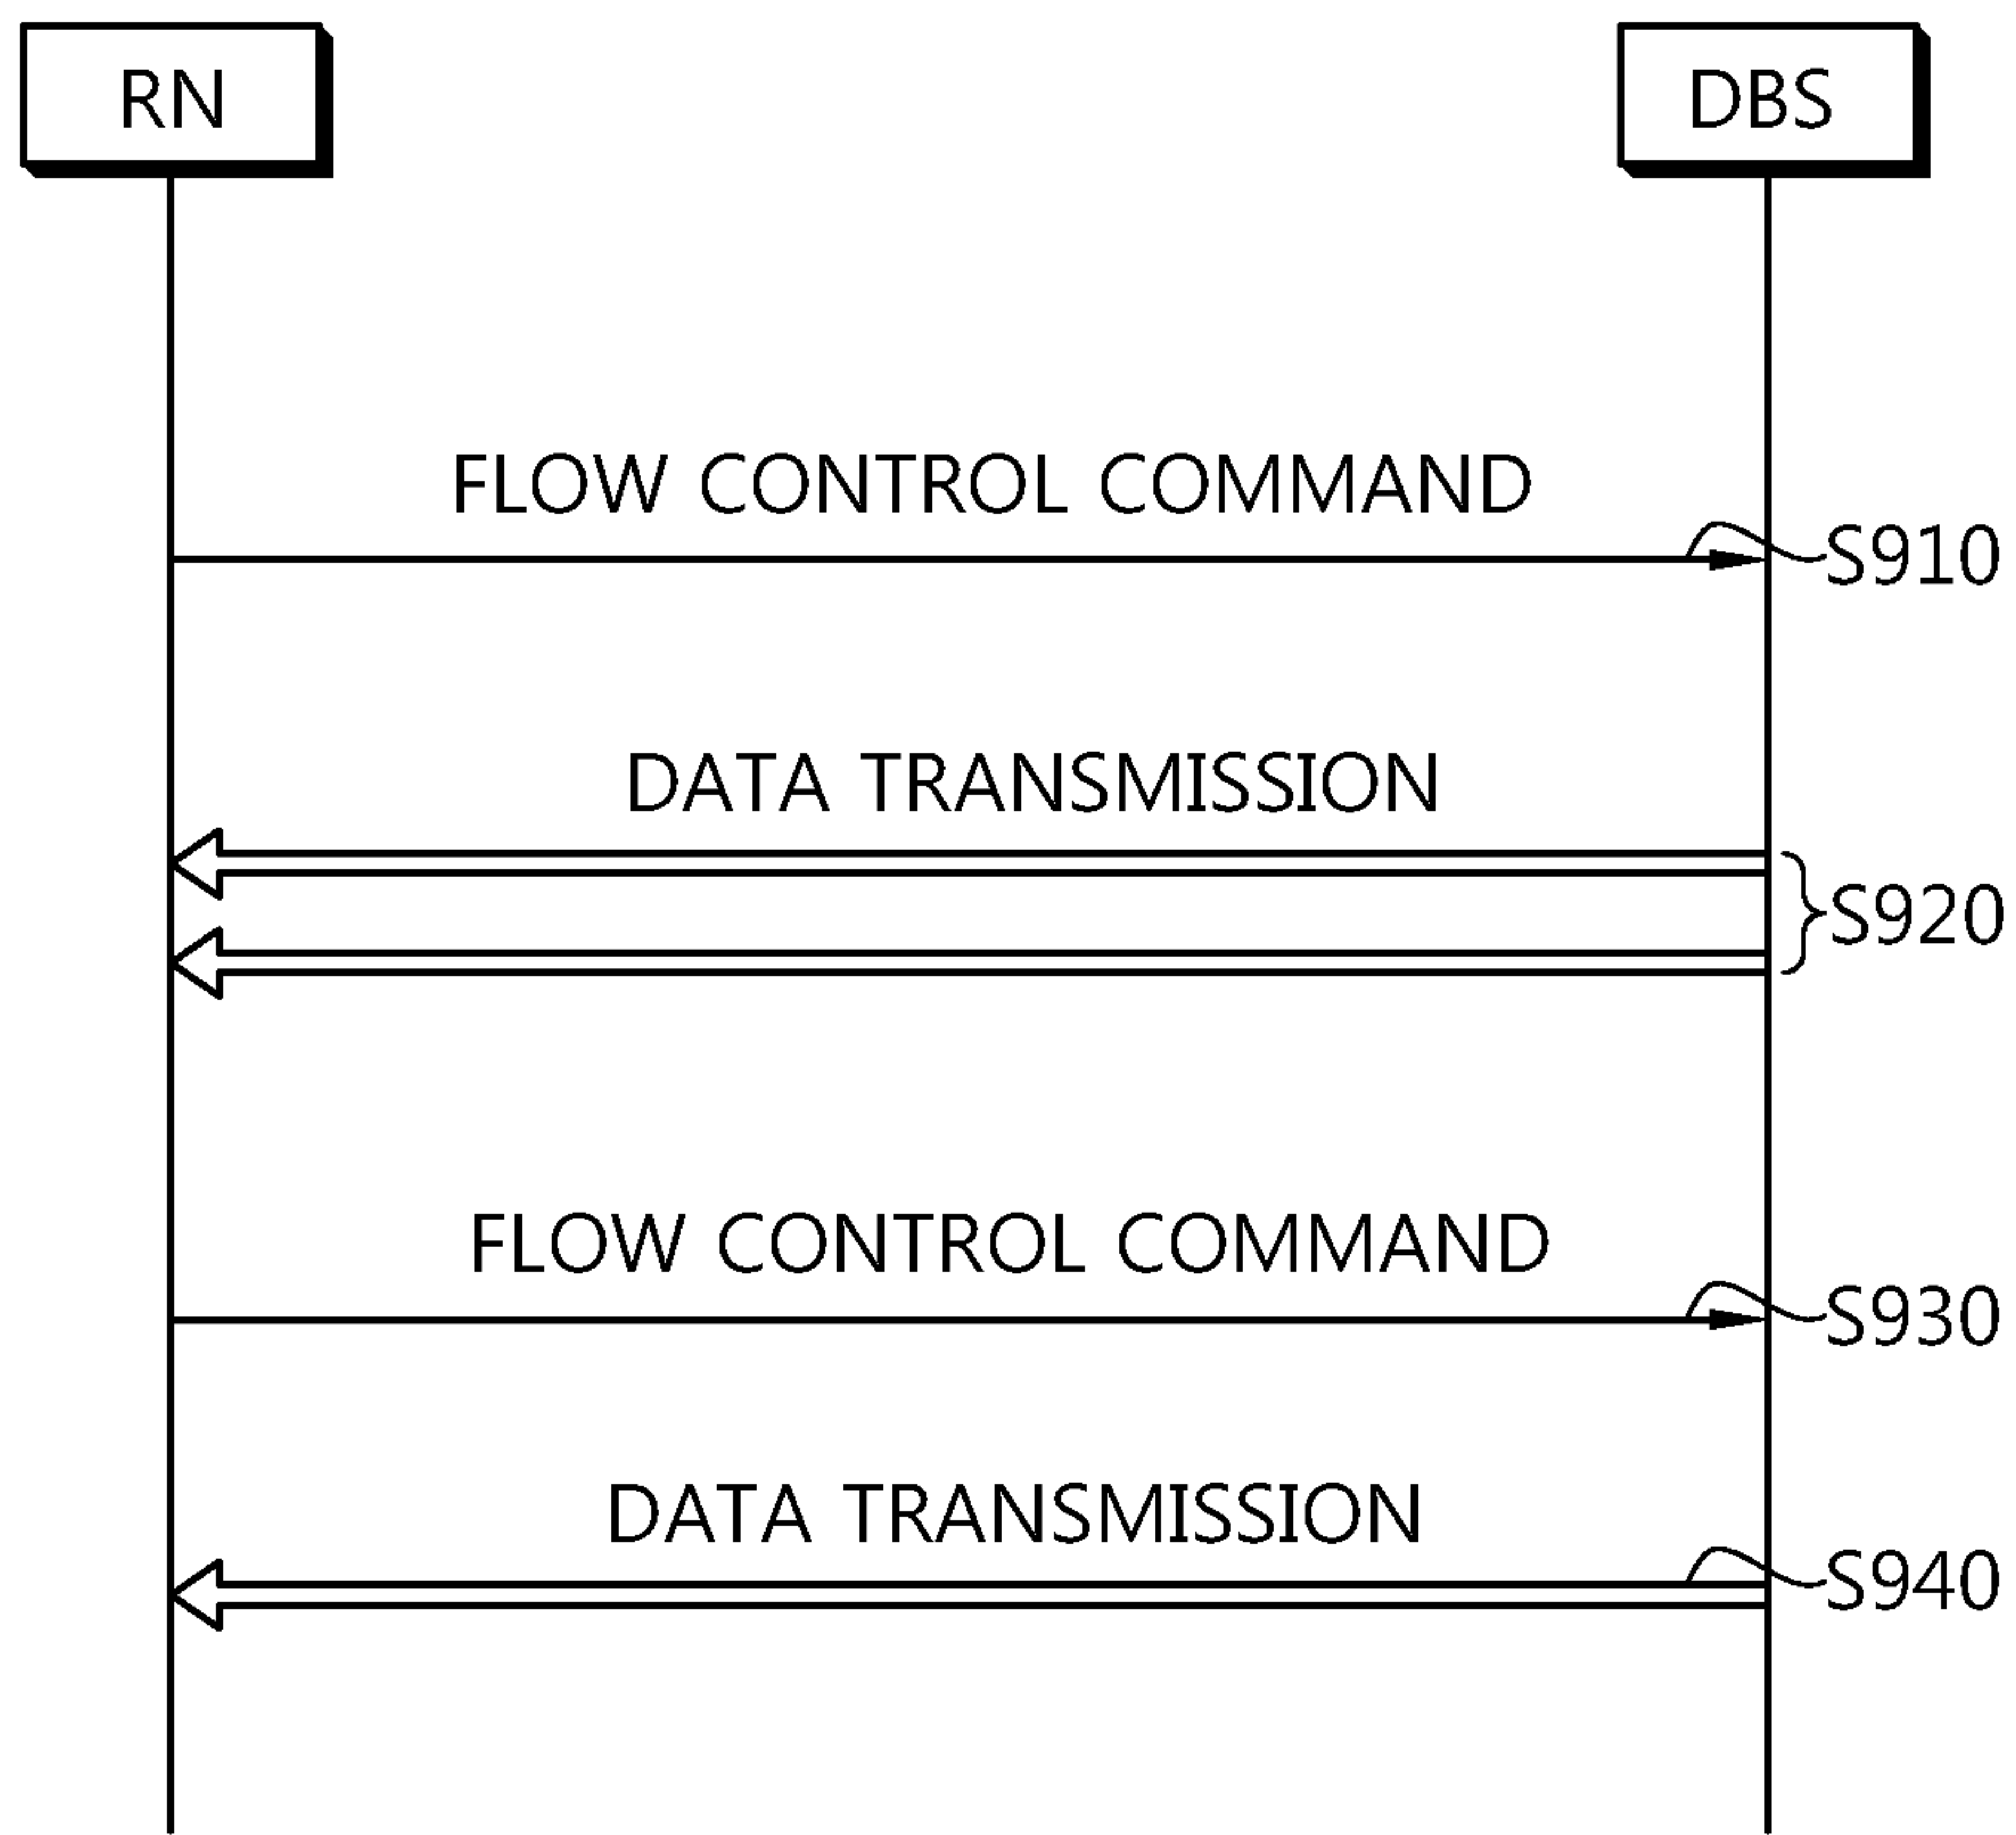 RN
DBS
FLOW CONTROL COMMAND
S910
DATA TRANSMISSION
S920
FLOW CONTROL COMMAND
S930
DATA TRANSMISSION
S940